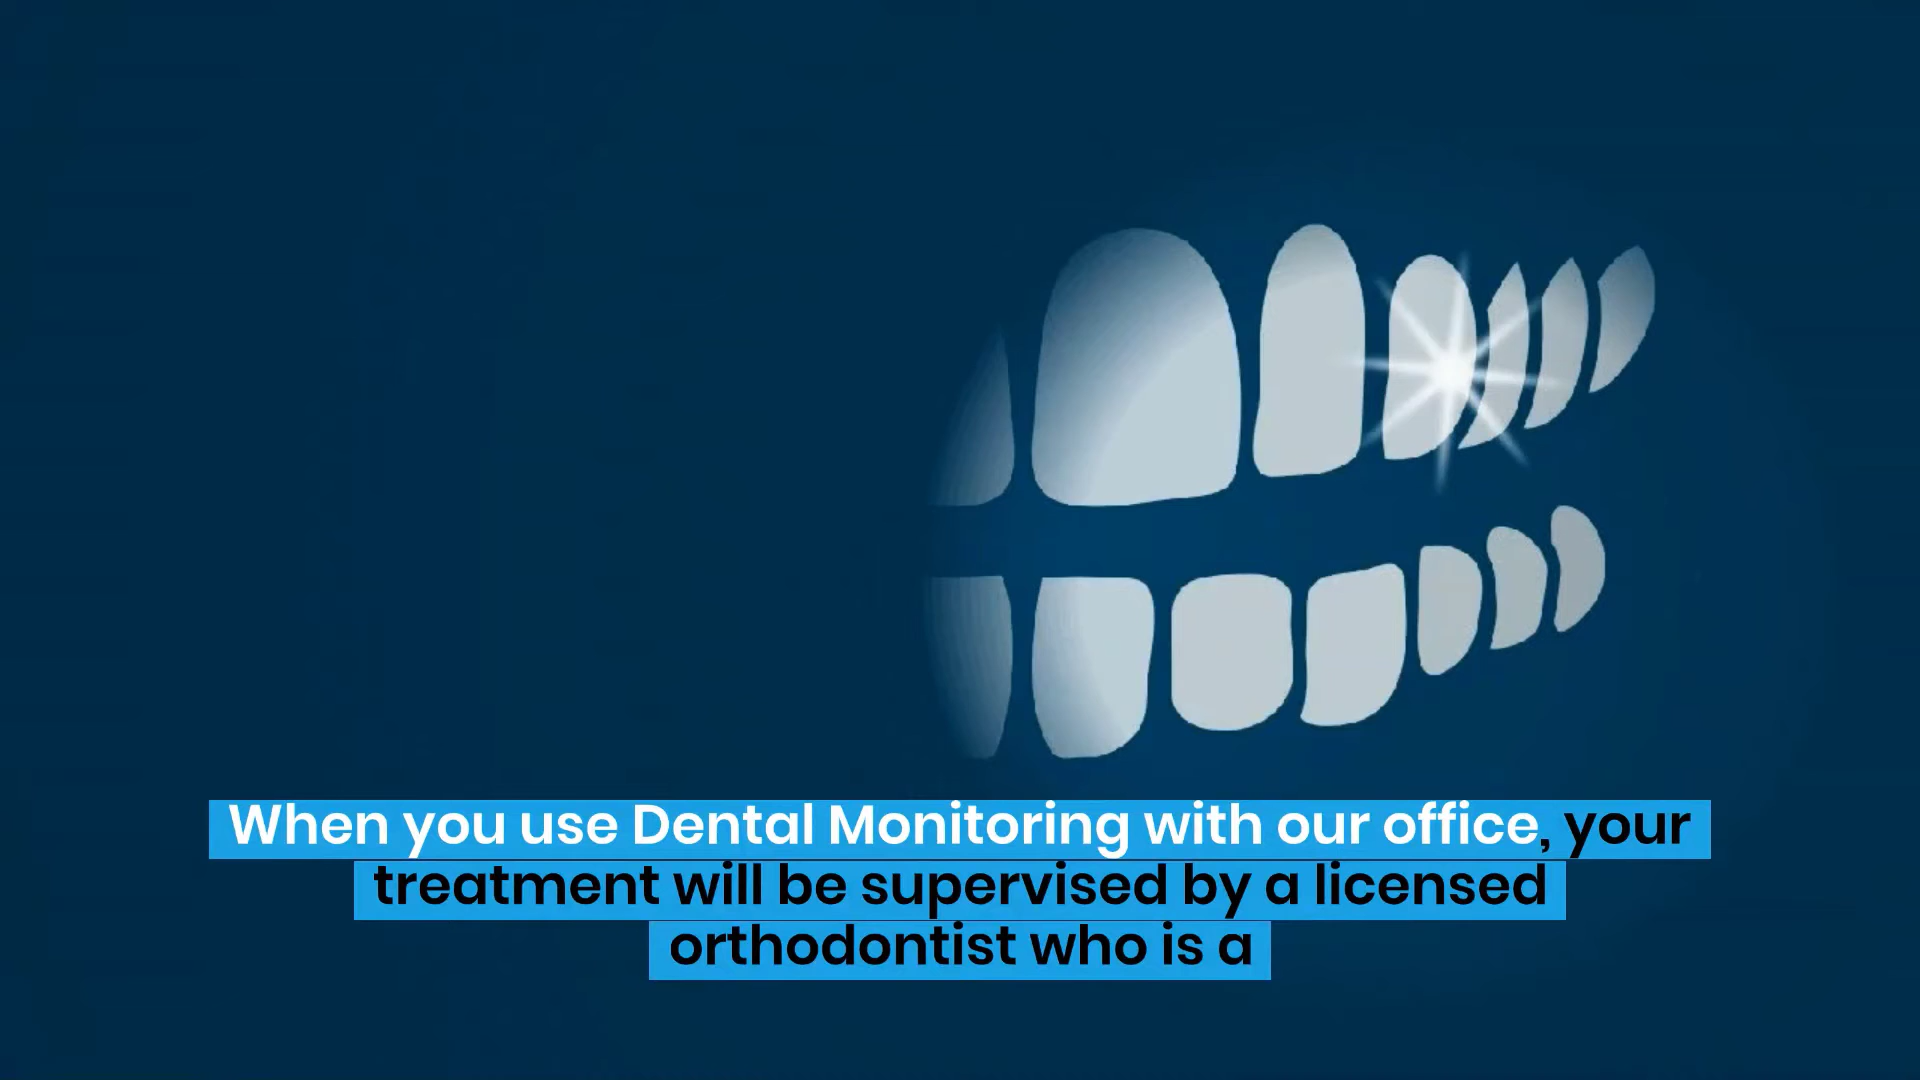 When you use Dental Monitoring with our office, your
treatment will be supervised by a licensed
orthodontist who is a